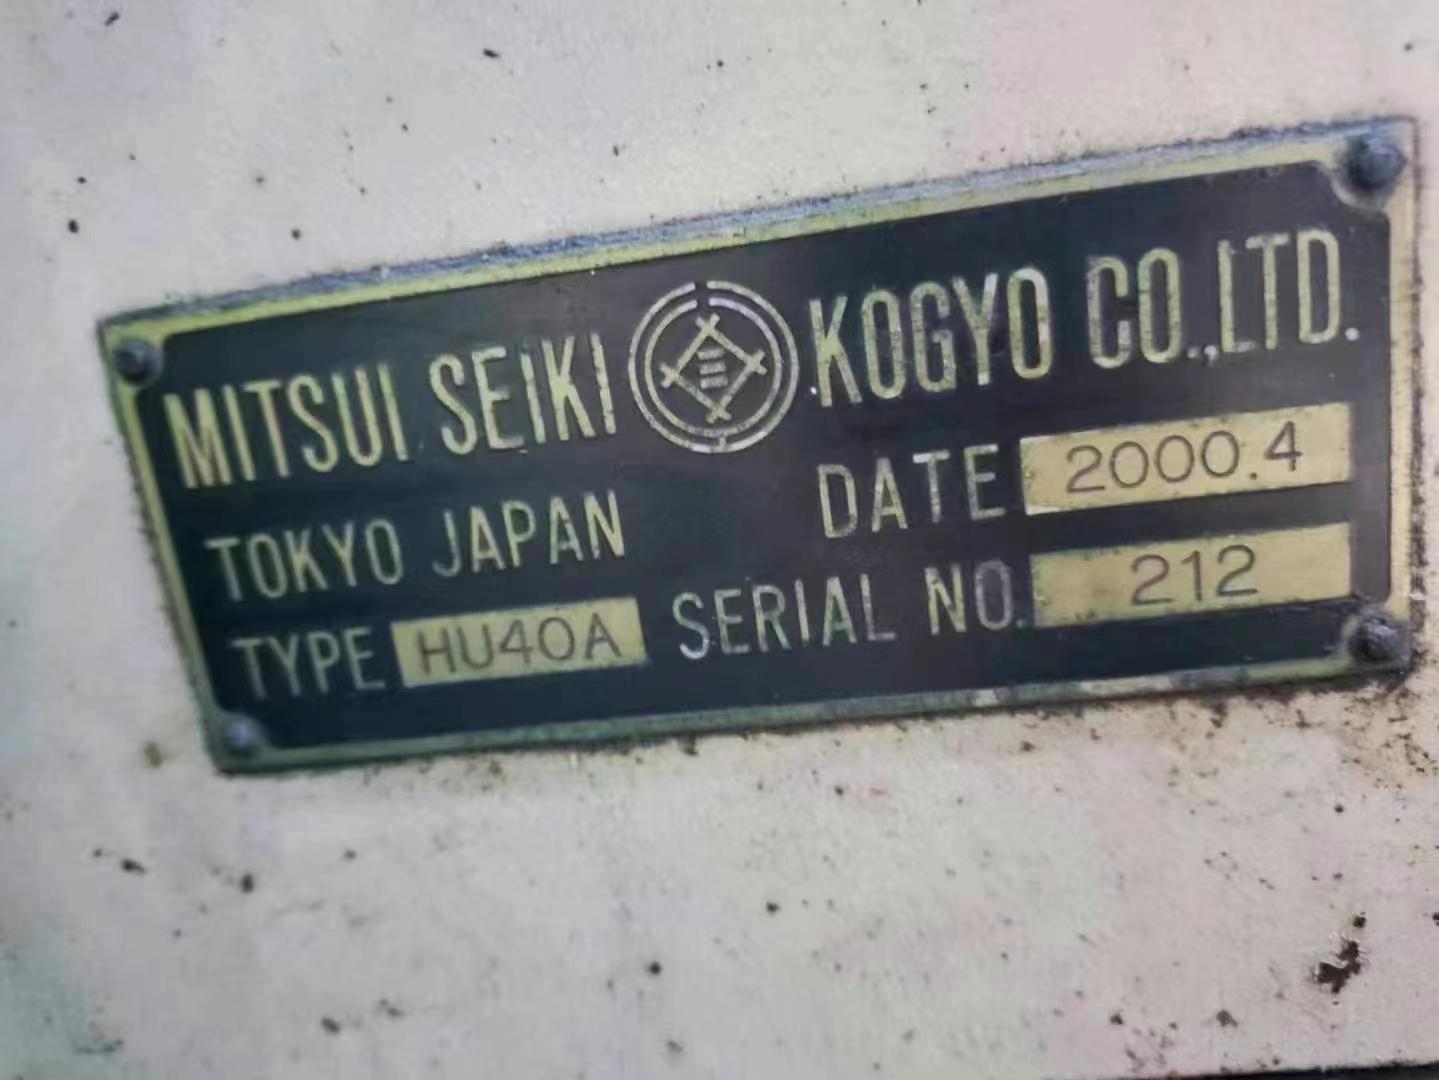 MITSUI SEIKI KOGYO CO.,LTD.
TOKYO JAPAN DATE 2000.4
TYPE HU40A SERIAL NO. 212